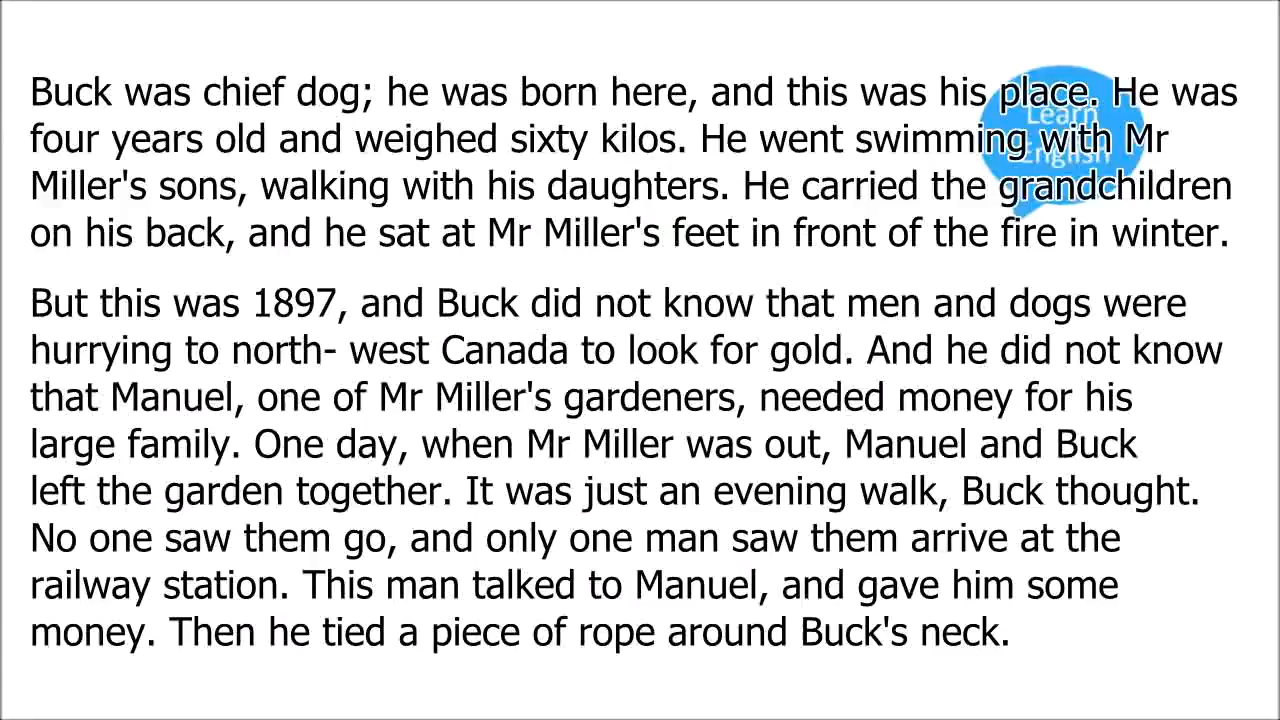 Buck was chief dog; he was born here, and this was his place. He was
four years old and weighed sixty kilos. He went swimming with Mr
Miller's sons, walking with his daughters. He carried the grandchildren
on his back, and he sat at Mr Miller's feet in front of the fire in winter.
But this was 1897, and Buck did not know that men and dogs were
hurrying to north- west Canada to look for gold. And he did not know
that Manuel, one of Mr Miller's gardeners, needed money for his
large family. One day, when Mr Miller was out, Manuel and Buck
left the garden together. It was just an evening walk, Buck thought.
No one saw them go, and only one man saw them arrive at the
railway station. This man talked to Manuel, and gave him some
money. Then he tied a piece of rope around Buck's neck.
Learn
English